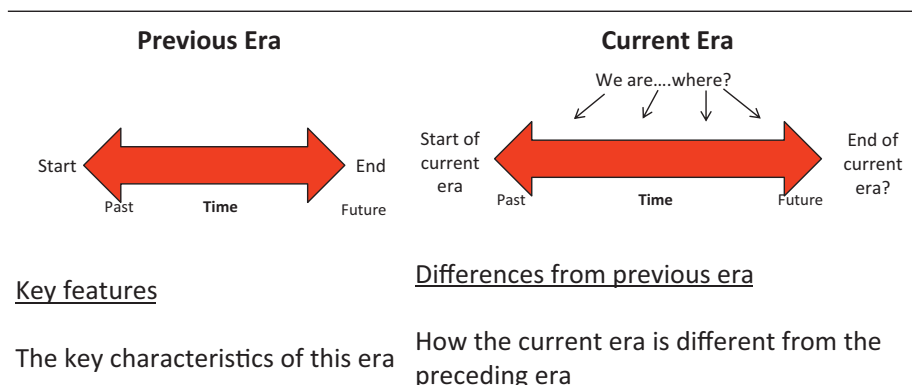 Previous Era
Start
End
Past
Time
Future
Key features
The key characteristics of this era
Current Era
We are....where?
Start of
current
era
End of
current
era?
Past
Time
Future
Differences from previous era
How the current era is different from the
preceding era